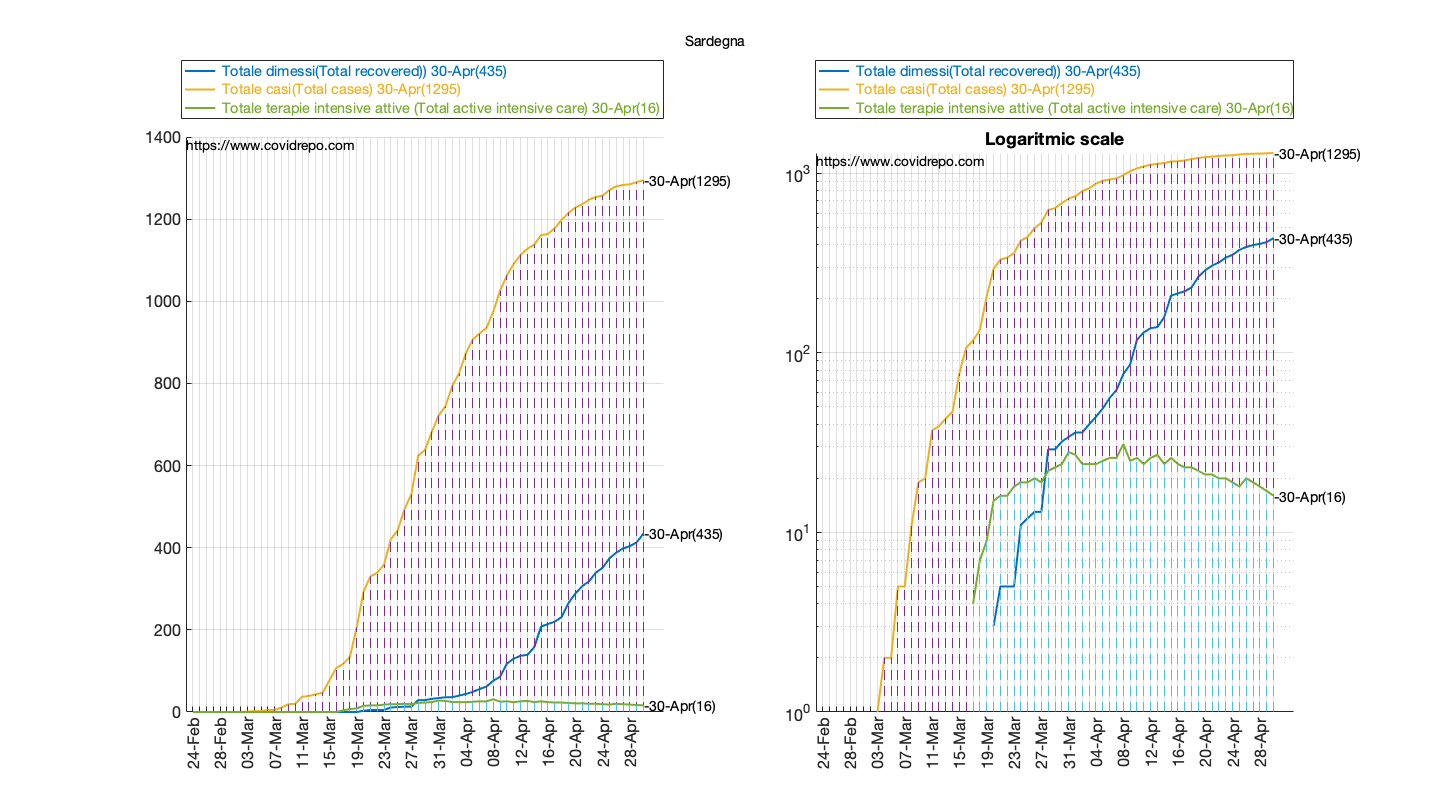 Sardegna
Totale dimessi(Total recovered)) 30-Apr(435)
Totale casi(Total cases) 30-Apr(1295)
Totale terapie intensive attive (Total active intensive care) 30-Apr(16)
https://www.covidrepo.com
1400
1200
1000
800
600
400
200
0
-30-Apr(1295)
-30-Apr(435)
-30-Apr(16)
24-Feb
28-Feb
03-Mar
07-Mar
11-Mar
15-Mar
19-Mar
23-Mar
27-Mar
31-Mar
04-Apr
08-Apr
12-Apr
16-Apr
20-Apr
24-Apr
28-Apr
Totale dimessi(Total recovered)) 30-Apr(435)
Totale casi(Total cases) 30-Apr(1295)
Totale terapie intensive attive (Total active intensive care) 30-Apr(16)
Logaritmic scale
https://www.covidrepo.com
10³
10²
10¹
10⁰
-30-Apr(1295)
-30-Apr(435)
-30-Apr(16)
24-Feb
28-Feb
03-Mar
07-Mar
11-Mar
15-Mar
19-Mar
23-Mar
27-Mar
31-Mar
04-Apr
08-Apr
12-Apr
16-Apr
20-Apr
24-Apr
28-Apr